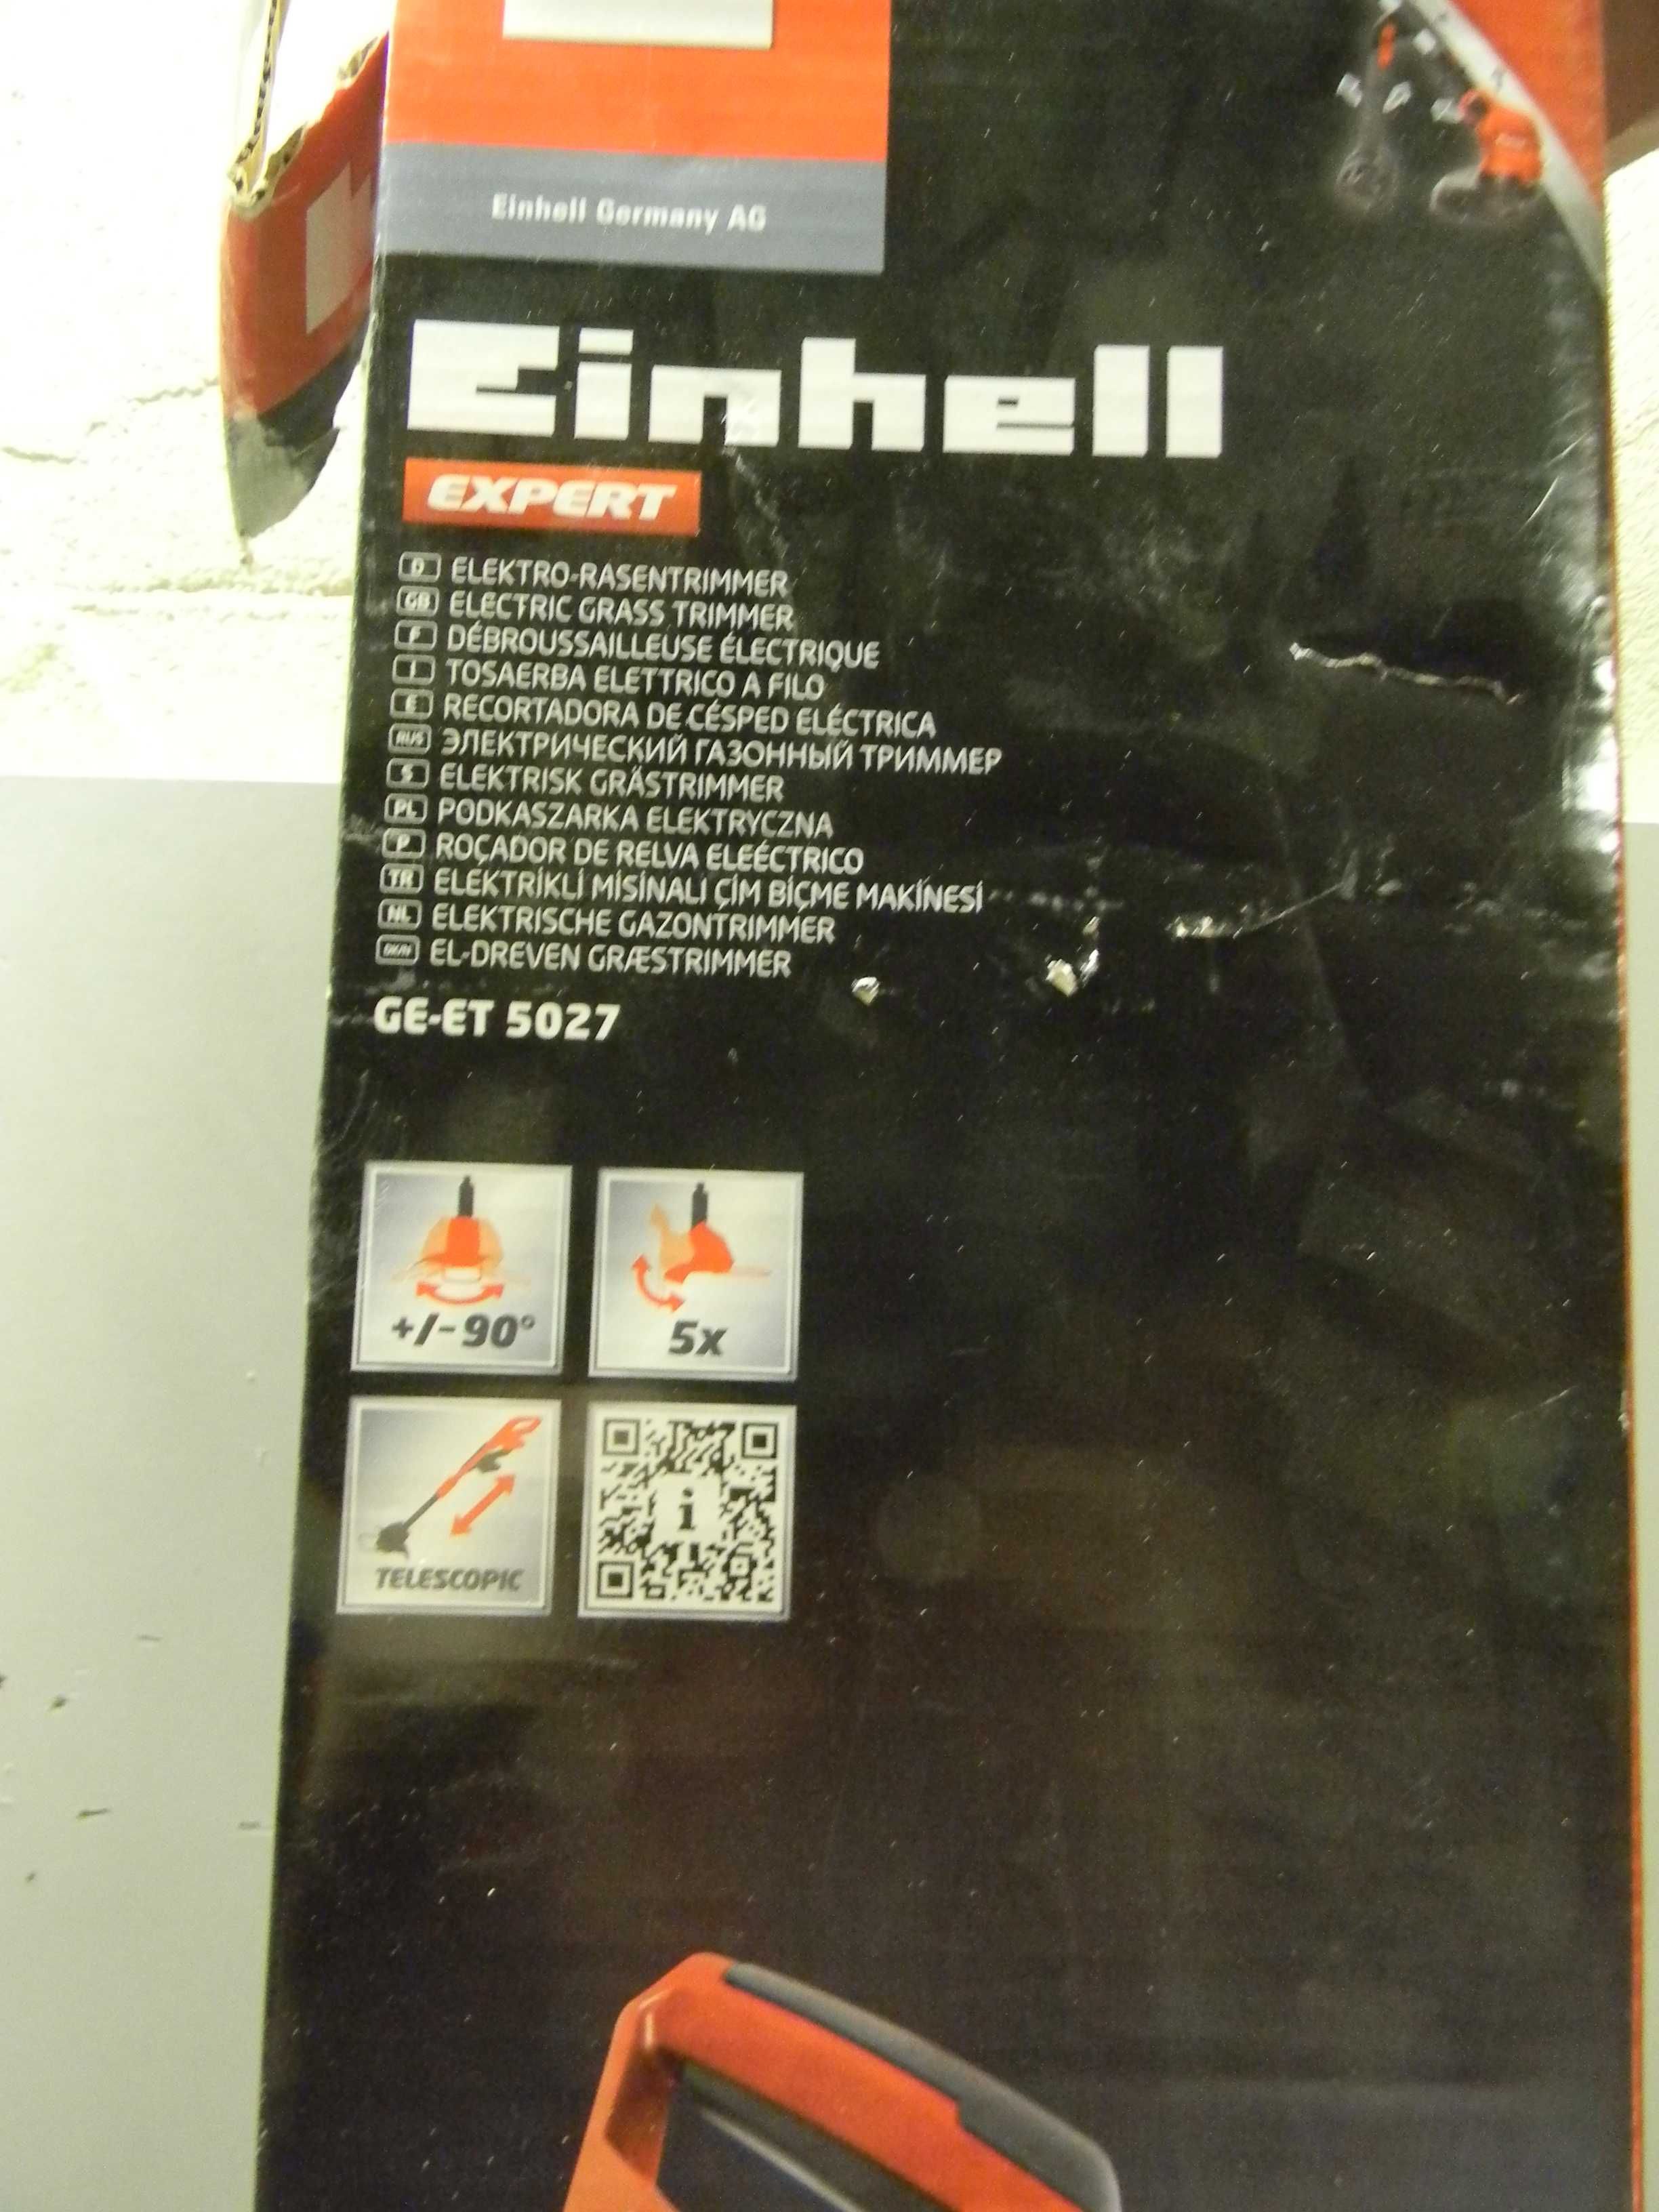 Einhell Germany AG
Einhell
EXPERT
D ELEKTRO-RASENTRIMMER
GB ELECTRIC GRASS TRIMMER
F DÉBROUSSAILLEUSE ÉLECTRIQUE
I TOSAERBA ELETTRICO A FILO
E RECORTADORA DE CÉSPED ELÉCTRICA
RUS ЭЛЕКТРИЧЕСКИЙ ГАЗОННЫЙ ТРИММЕР
S ELEKTRISK GRÄSTRIMMER
PL PODKASZARKA ELEKTRYCZNA
P ROÇADOR DE RELVA ELEÉCTRICO
TR ELEKTRİKLİ MİSİNALI ÇİM BİÇME MAKİNESİ
NL ELEKTRISCHE GAZONTRIMMER
DK/N EL-DREVEN GRÆSTRIMMER
GE-ET 5027
+/-90° 5x
TELESCOPIC i